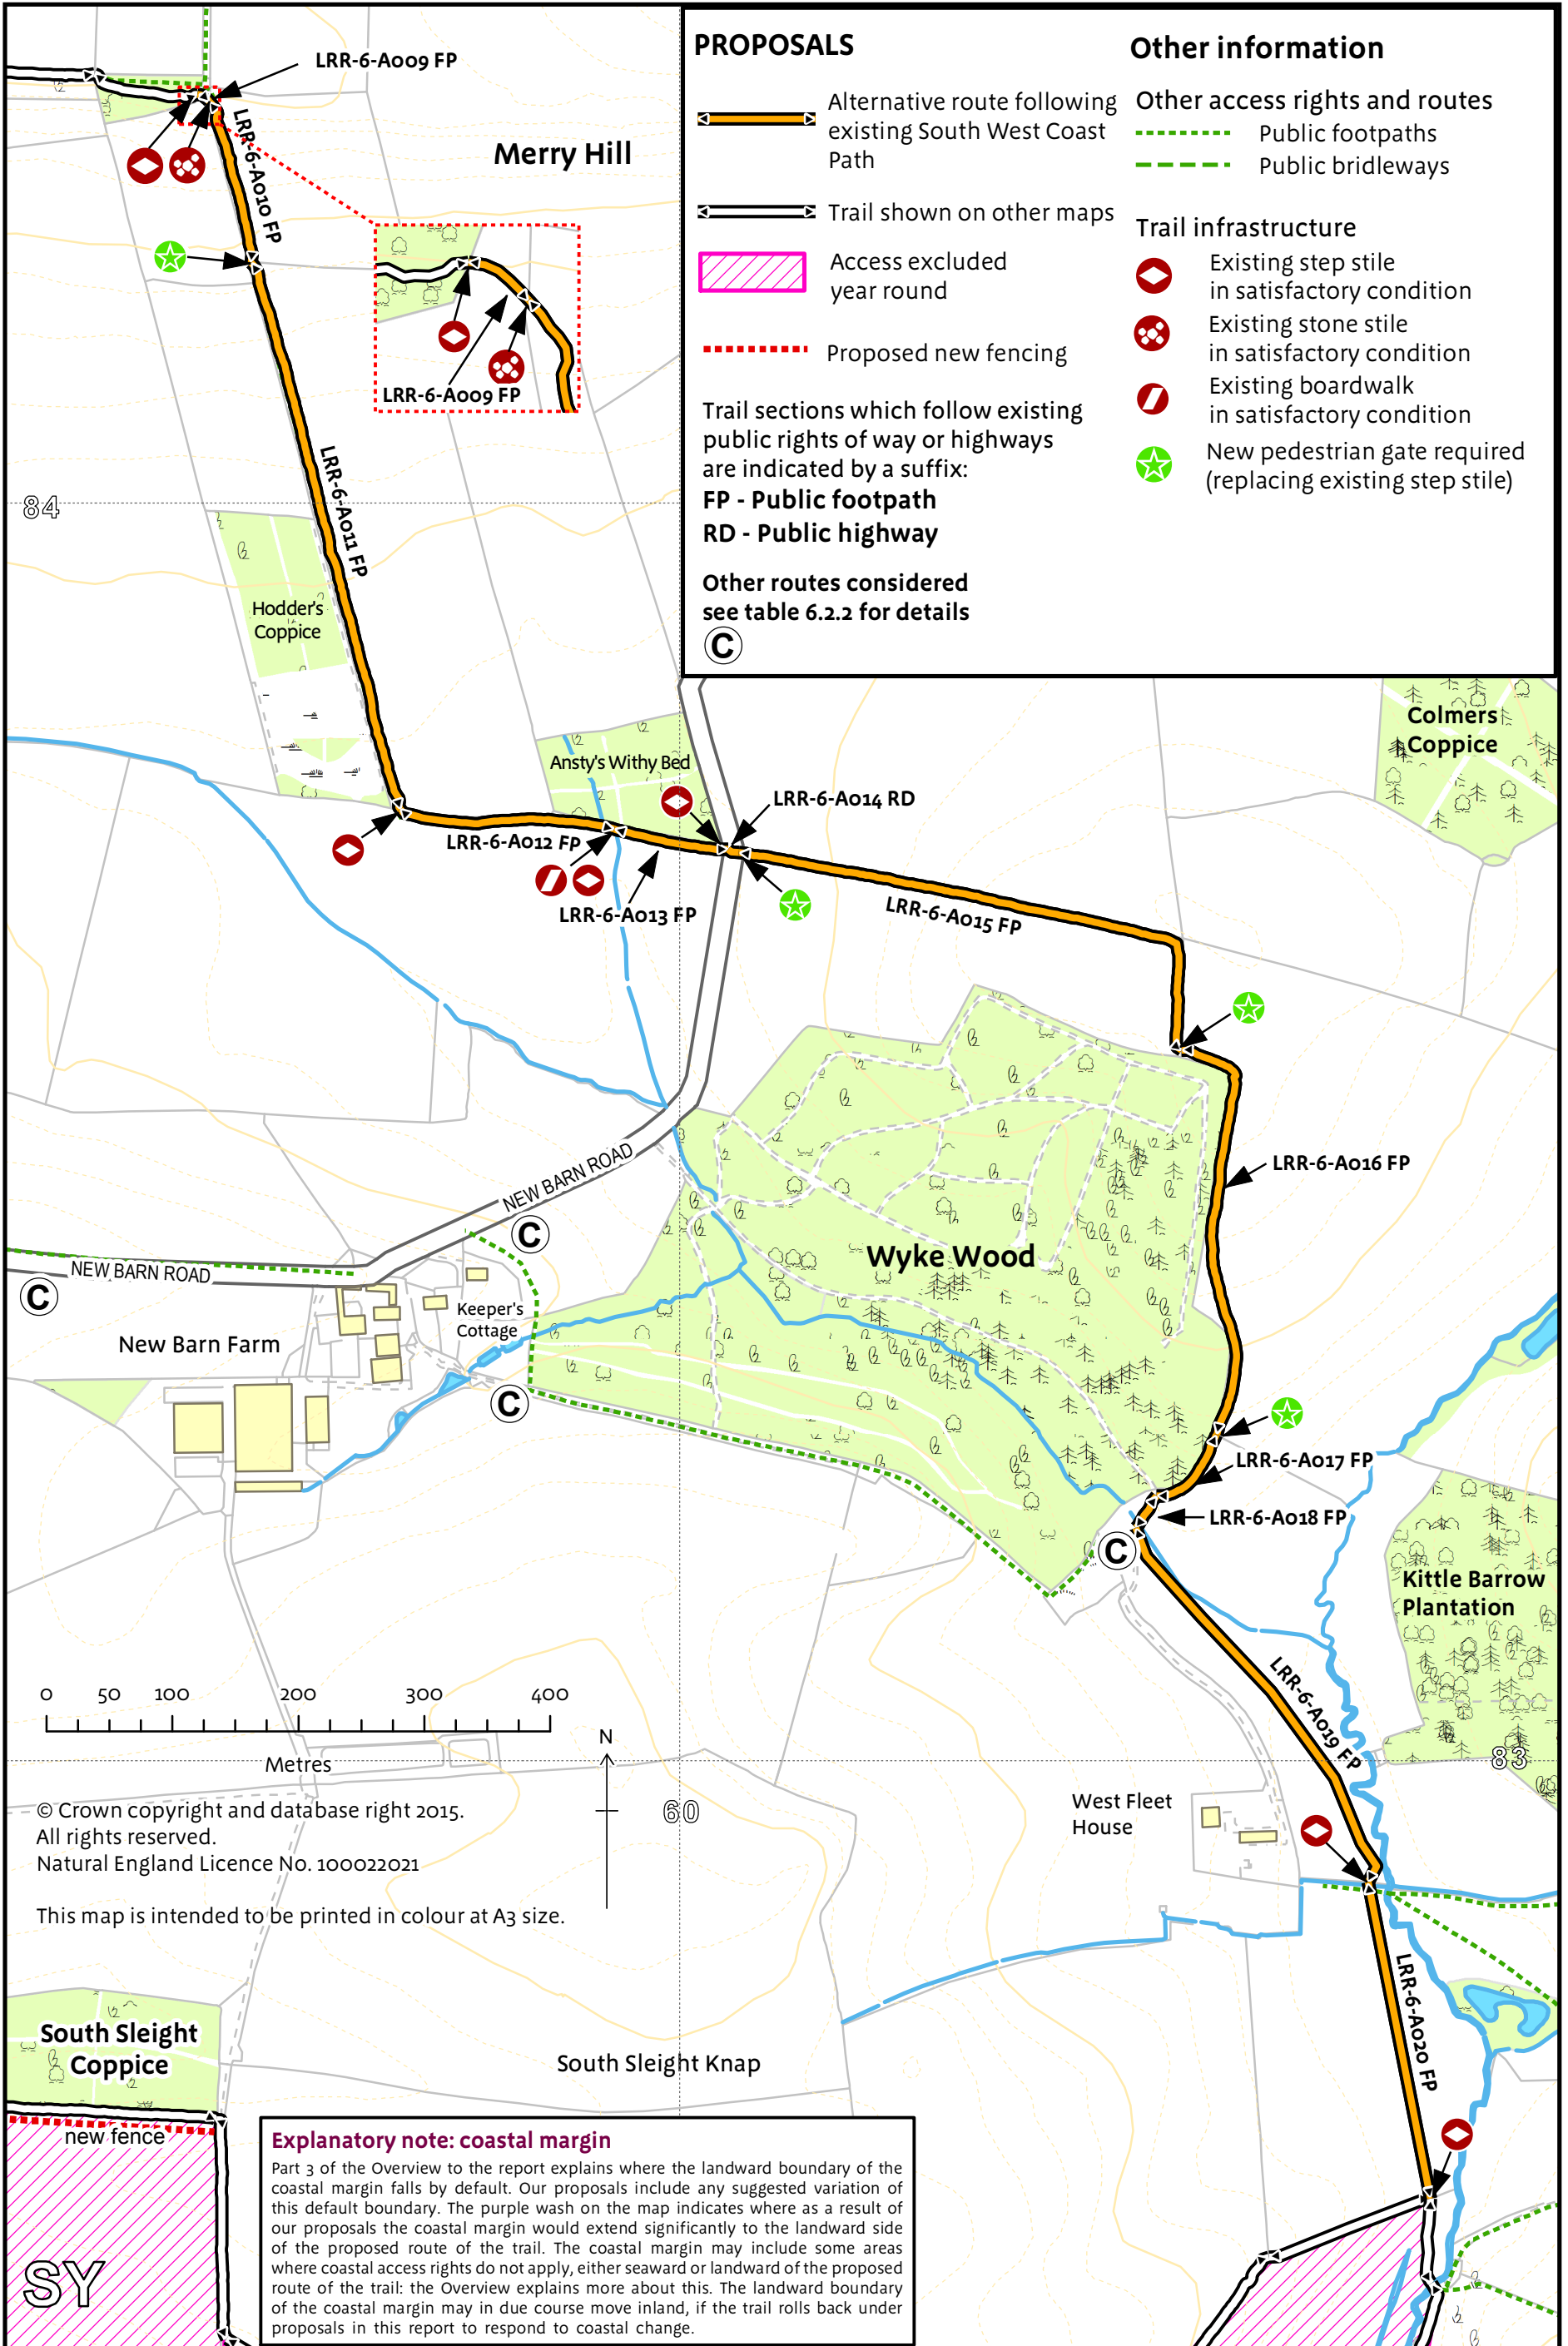 PROPOSALS
Alternative route following
existing South West Coast
Path
Trail shown on other maps
Access excluded
year round
Proposed new fencing
Trail sections which follow existing
public rights of way or highways
are indicated by a suffix:
FP - Public footpath
RD - Public highway
Other routes considered
see table 6.2.2 for details
C
Other information
Other access rights and routes
Public footpaths
Public bridleways
Trail infrastructure
Existing step stile
in satisfactory condition
Existing stone stile
in satisfactory condition
Existing boardwalk
in satisfactory condition
New pedestrian gate required
(replacing existing step stile)
LRR-6-A009 FP
LRR-6-A010 FP
Merry Hill
LRR-6-A009 FP
LRR-6-A011 FP
84
Hodder's
Coppice
Colmers
Coppice
Ansty's Withy Bed
LRR-6-A014 RD
LRR-6-A012 FP
LRR-6-A013 FP
LRR-6-A015 FP
LRR-6-A016 FP
NEW BARN ROAD
C
Wyke Wood
NEW BARN ROAD
C
Keeper's
Cottage
New Barn Farm
C
LRR-6-A017 FP
LRR-6-A018 FP
C
Kittle Barrow
Plantation
LRR-6-A019 FP
0 50 100 200 300 400
Metres
N
83
60
West Fleet
House
© Crown copyright and database right 2015.
All rights reserved.
Natural England Licence No. 100022021
This map is intended to be printed in colour at A3 size.
LRR-6-A020 FP
South Sleight
Coppice
South Sleight Knap
new fence
SY
Explanatory note: coastal margin
Part 3 of the Overview to the report explains where the landward boundary of the
coastal margin falls by default. Our proposals include any suggested variation of
this default boundary. The purple wash on the map indicates where as a result of
our proposals the coastal margin would extend significantly to the landward side
of the proposed route of the trail. The coastal margin may include some areas
where coastal access rights do not apply, either seaward or landward of the proposed
route of the trail: the Overview explains more about this. The landward boundary
of the coastal margin may in due course move inland, if the trail rolls back under
proposals in this report to respond to coastal change.